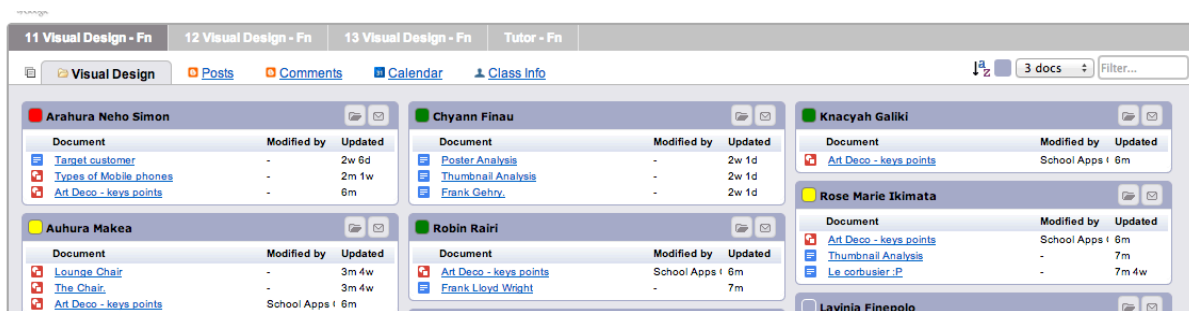 11 Visual Design - Fn
12 Visual Design - Fn
13 Visual Design - Fn
Tutor - Fn
Visual Design
Posts
Comments
Calendar
Class Info
3 docs
Filter...
Arahura Neho Simon
Document Modified by Updated
Target customer - 2w 6d
Types of Mobile phones - 2m 1w
Art Deco - keys points - 6m
Auhura Makea
Document Modified by Updated
Lounge Chair - 3m 4w
The Chair. - 3m 4w
Art Deco - keys points School Apps 6m
Chyann Finau
Document Modified by Updated
Poster Analysis - 2w 1d
Thumbnail Analysis - 2w 1d
Frank Gehry. - 2w 1d
Robin Rairi
Document Modified by Updated
Art Deco - keys points School Apps 6m
Frank Lloyd Wright - 7m
Knacyah Galiki
Document Modified by Updated
Art Deco - keys points School Apps 6m
Rose Marie Ikimata
Document Modified by Updated
Art Deco - keys points School Apps 6m
Thumbnail Analysis - 7m
Le corbusier :P - 7m 4w
Lavinia Finepolo